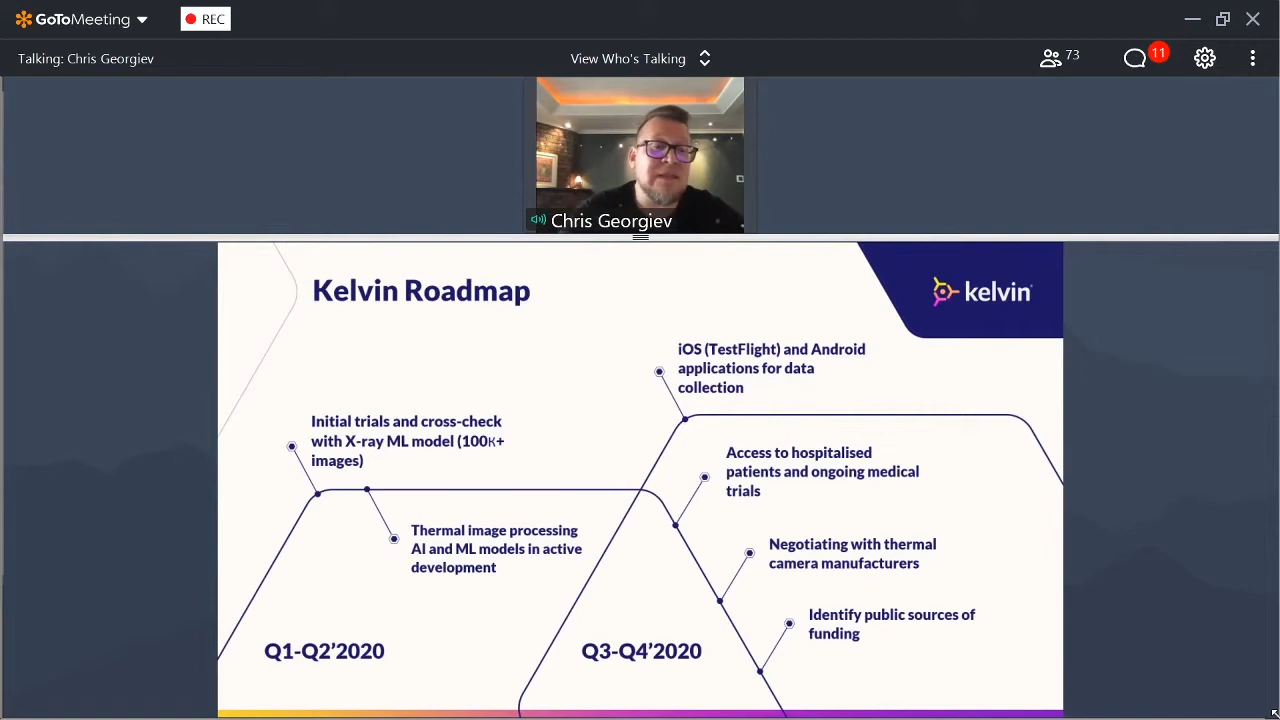 GoToMeeting
REC
Talking: Chris Georgiev
View Who's Talking
73
11
Chris Georgiev
Kelvin Roadmap
kelvin
iOS (TestFlight) and Android
applications for data
collection
Initial trials and cross-check
with X-ray ML model (100K+
images)
Access to hospitalised
patients and ongoing medical
trials
Thermal image processing
AI and ML models in active
development
Negotiating with thermal
camera manufacturers
Identify public sources of
funding
Q1-Q2’2020
Q3-Q4’2020